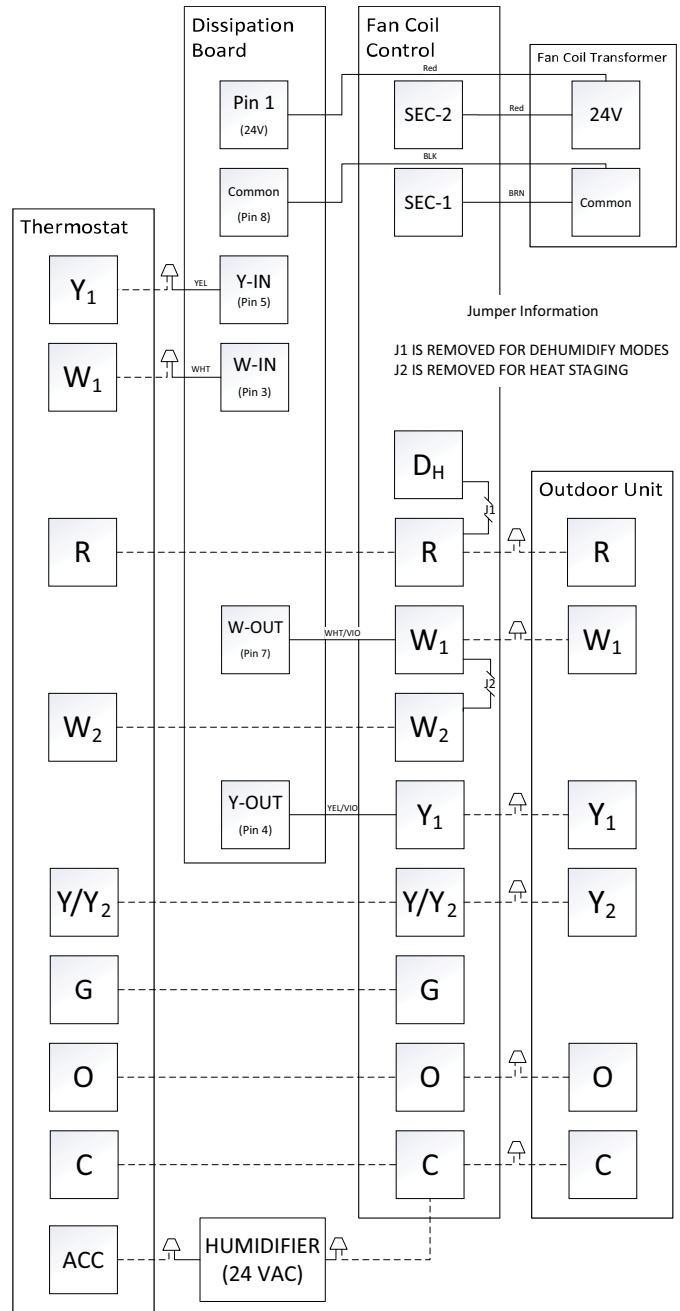 Dissipation
Board
Fan Coil
Control
Fan Coil Transformer
Red
Pin 1
(24V)
SEC-2
Red
24V
BLK
Common
(Pin 8)
SEC-1
BRN
Common
Thermostat
Y1
YEL
Y-IN
(Pin 5)
Jumper Information
W1
WHT
W-IN
(Pin 3)
J1 IS REMOVED FOR DEHUMIDIFY MODES
J2 IS REMOVED FOR HEAT STAGING
DH
Outdoor Unit
J1
R
R
R
W-OUT
(Pin 7)
WHT/VIO
W1
W1
J2
W2
W2
Y-OUT
(Pin 4)
YEL/VIO
Y1
Y1
Y/Y2
Y/Y2
Y2
G
G
O
O
O
C
C
C
ACC
HUMIDIFIER
(24 VAC)